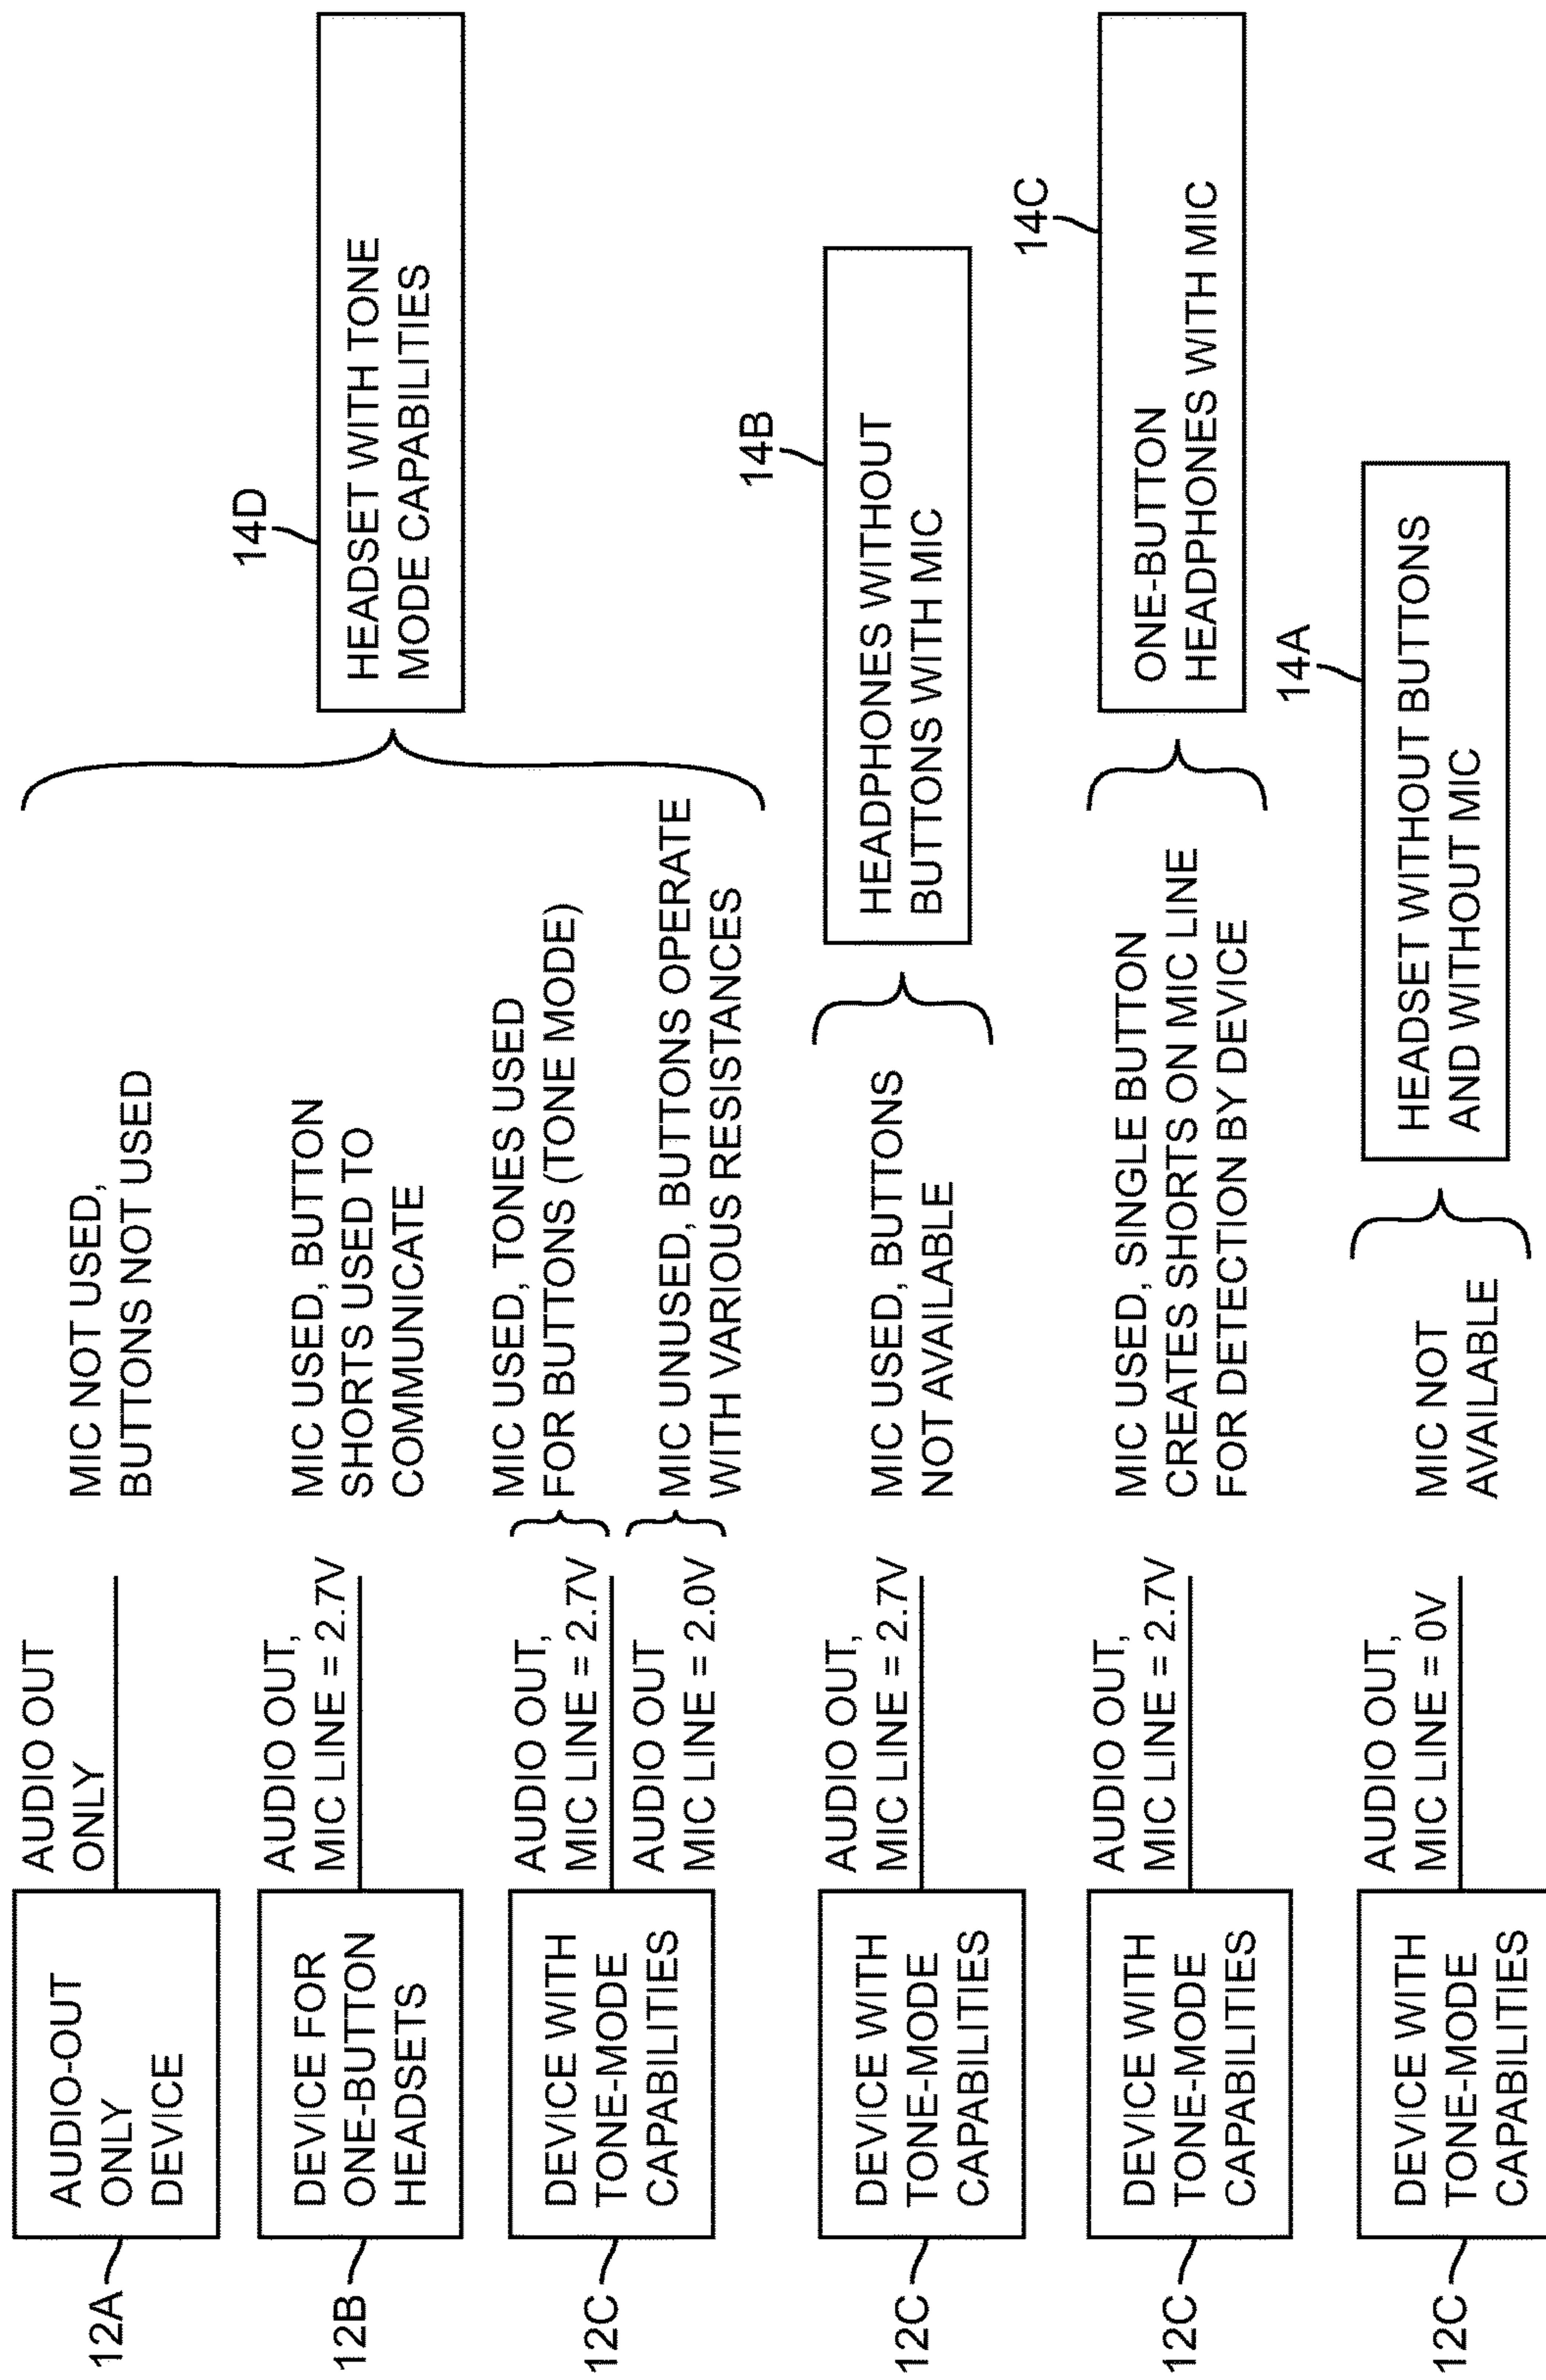 12A
AUDIO-OUT
ONLY
DEVICE
AUDIO OUT
ONLY
MIC NOT USED,
BUTTONS NOT USED
12B
DEVICE FOR
ONE-BUTTON
HEADSETS
AUDIO OUT,
MIC LINE = 2.7V
MIC USED, BUTTON
SHORTS USED TO
COMMUNICATE
12C
DEVICE WITH
TONE-MODE
CAPABILITIES
AUDIO OUT,
MIC LINE = 2.7V
AUDIO OUT
MIC LINE = 2.0V
MIC USED, TONES USED
FOR BUTTONS (TONE MODE)
MIC UNUSED, BUTTONS OPERATE
WITH VARIOUS RESISTANCES
14D
HEADSET WITH TONE
MODE CAPABILITIES
12C
DEVICE WITH
TONE-MODE
CAPABILITIES
AUDIO OUT,
MIC LINE = 2.7V
MIC USED, BUTTONS
NOT AVAILABLE
14B
HEADPHONES WITHOUT
BUTTONS WITH MIC
12C
DEVICE WITH
TONE-MODE
CAPABILITIES
AUDIO OUT,
MIC LINE = 2.7V
MIC USED, SINGLE BUTTON
CREATES SHORTS ON MIC LINE
FOR DETECTION BY DEVICE
14C
ONE-BUTTON
HEADPHONES WITH MIC
12C
DEVICE WITH
TONE-MODE
CAPABILITIES
AUDIO OUT,
MIC LINE = 0V
MIC NOT
AVAILABLE
14A
HEADSET WITHOUT BUTTONS
AND WITHOUT MIC